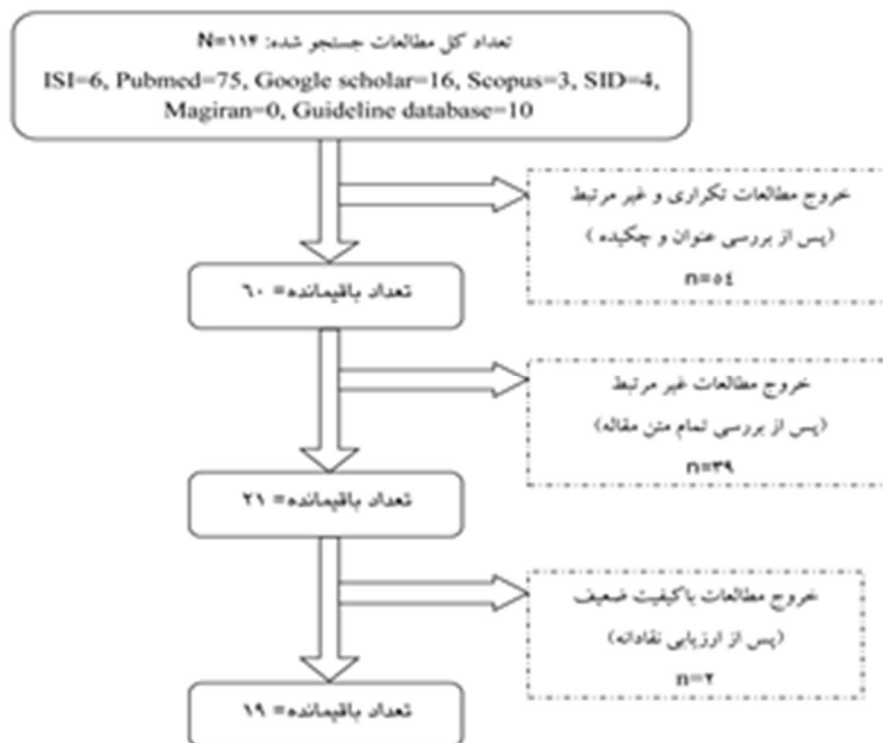 تعداد کل مطالعات جستجو شده: N=۱۱۴
ISI=6, Pubmed=75, Google scholar=16, Scopus=3, SID=4,
Magiran=0, Guideline database=10
خروج مطالعات تکراری و غیر مرتبط
(پس از بررسی عنوان و چکیده )
n=٥٤
تعداد باقیمانده= ٦٠
خروج مطالعات غیر مرتبط
(پس از بررسی تمام متن مقاله)
n=۳۹
تعداد باقیمانده= ۲۱
خروج مطالعات باکیفیت ضعیف
(پس از ارزیابی نقادانه)
n=۲
تعداد باقیمانده= ۱۹